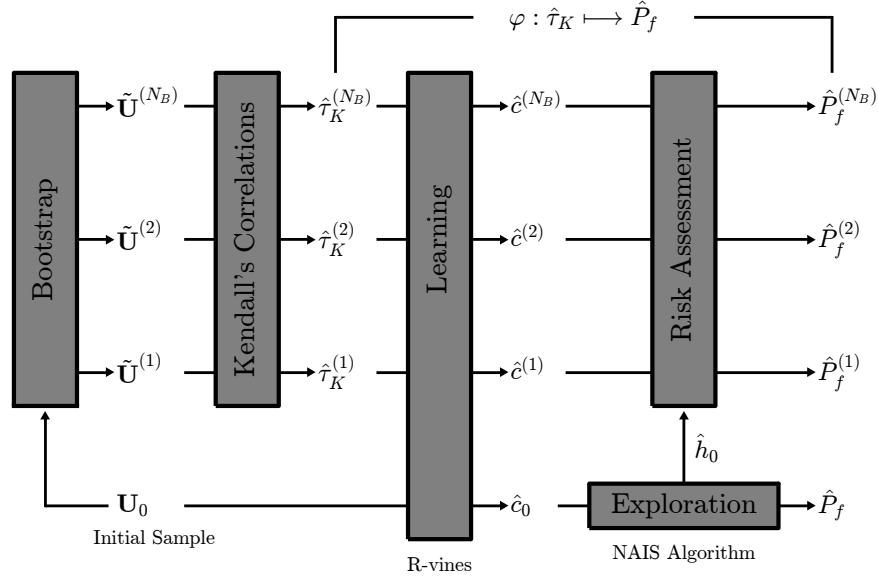 φ : τ̂_K ⟼ P̂_f
Bootstrap
Ũ^(N_B)
Kendall's Correlations
τ̂_K^(N_B)
Learning
ĉ^(N_B)
Risk Assessment
P̂_f^(N_B)
Ũ^(2)
τ̂_K^(2)
ĉ^(2)
P̂_f^(2)
Ũ^(1)
τ̂_K^(1)
ĉ^(1)
P̂_f^(1)
ĥ_0
U_0
ĉ_0
Exploration
P̂_f
Initial Sample
R-vines
NAIS Algorithm